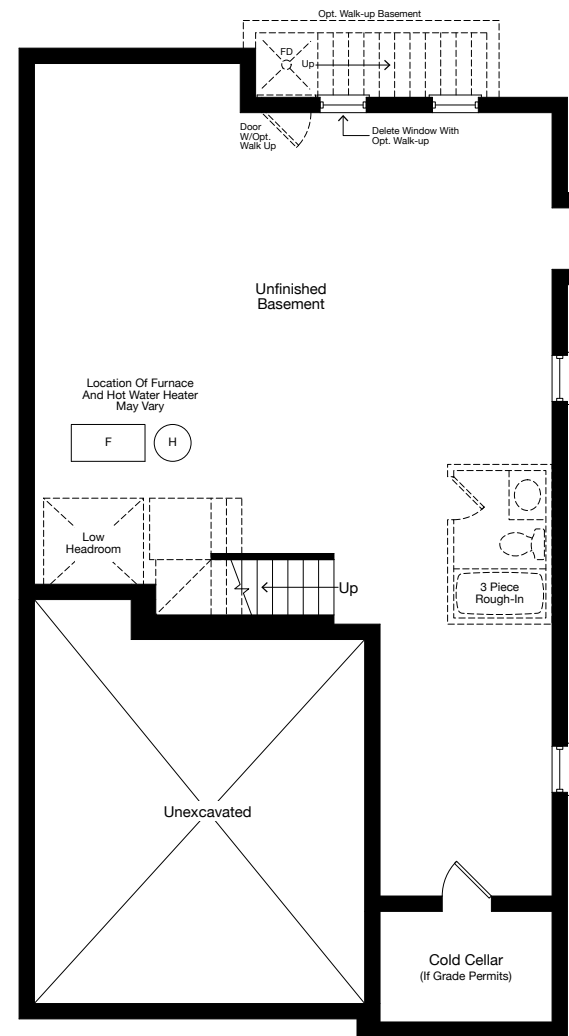 Opt. Walk-up Basement
FD
Up
Door
W/Opt.
Walk Up
Delete Window With
Opt. Walk-up
Unfinished
Basement
Location Of Furnace
And Hot Water Heater
May Vary
F
H
Low
Headroom
Up
3 Piece
Rough-In
Unexcavated
Cold Cellar
(If Grade Permits)